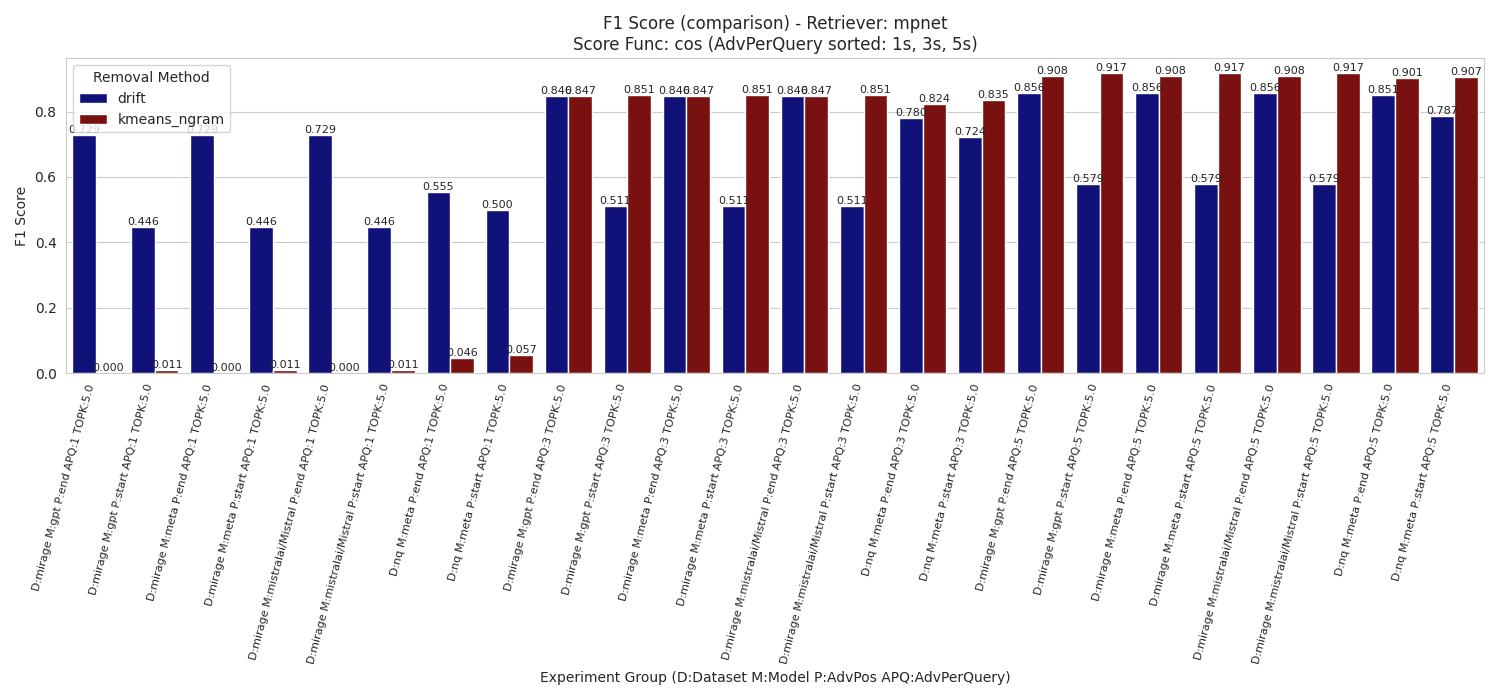 F1 Score (comparison) - Retriever: mpnet
Score Func: cos (AdvPerQuery sorted: 1s, 3s, 5s)
Removal Method
drift
kmeans_ngram
F1 Score
0.8
0.6
0.4
0.2
0.0
0.729 0.000
0.446 0.011
0.729 0.000
0.446 0.011
0.729 0.000
0.446 0.011
0.555 0.046
0.500 0.057
0.846 0.847
0.511 0.851
0.846 0.847
0.511 0.851
0.846 0.847
0.511 0.851
0.780 0.824
0.724 0.835
0.856 0.908
0.579 0.917
0.856 0.908
0.579 0.917
0.856 0.908
0.579 0.917
0.851 0.901
0.787 0.907
D:mirage M:gpt P:end APQ:1 TOPK:5.0
D:mirage M:gpt P:start APQ:1 TOPK:5.0
D:mirage M:meta P:end APQ:1 TOPK:5.0
D:mirage M:meta P:start APQ:1 TOPK:5.0
D:mirage M:mistralai/Mistral P:end APQ:1 TOPK:5.0
D:mirage M:mistralai/Mistral P:start APQ:1 TOPK:5.0
D:nq M:meta P:end APQ:1 TOPK:5.0
D:nq M:meta P:start APQ:1 TOPK:5.0
D:mirage M:gpt P:end APQ:3 TOPK:5.0
D:mirage M:gpt P:start APQ:3 TOPK:5.0
D:mirage M:meta P:end APQ:3 TOPK:5.0
D:mirage M:meta P:start APQ:3 TOPK:5.0
D:mirage M:mistralai/Mistral P:end APQ:3 TOPK:5.0
D:mirage M:mistralai/Mistral P:start APQ:3 TOPK:5.0
D:nq M:meta P:end APQ:3 TOPK:5.0
D:nq M:meta P:start APQ:3 TOPK:5.0
D:mirage M:gpt P:end APQ:5 TOPK:5.0
D:mirage M:gpt P:start APQ:5 TOPK:5.0
D:mirage M:meta P:end APQ:5 TOPK:5.0
D:mirage M:meta P:start APQ:5 TOPK:5.0
D:mirage M:mistralai/Mistral P:end APQ:5 TOPK:5.0
D:mirage M:mistralai/Mistral P:start APQ:5 TOPK:5.0
D:nq M:meta P:end APQ:5 TOPK:5.0
D:nq M:meta P:start APQ:5 TOPK:5.0
Experiment Group (D:Dataset M:Model P:AdvPos APQ:AdvPerQuery)